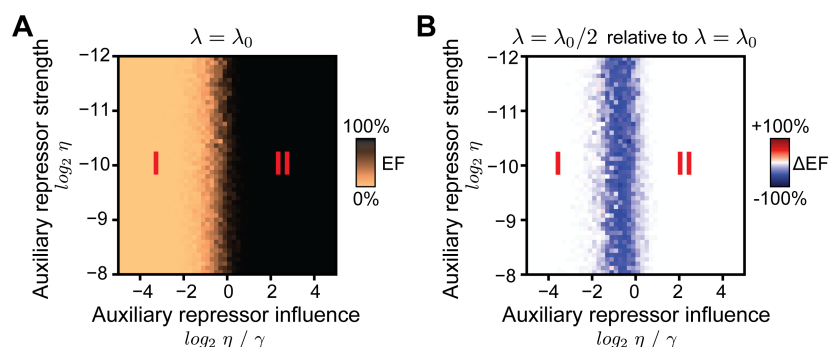 A
λ = λ₀
Auxiliary repressor strength
log₂ η
−12
−11
−10
−9
−8
I
II
−4 −2 0 2 4
Auxiliary repressor influence
log₂ η / γ
100%
EF
0%
B
λ = λ₀/2 relative to λ = λ₀
Auxiliary repressor strength
log₂ η
−12
−11
−10
−9
−8
I
II
−4 −2 0 2 4
Auxiliary repressor influence
log₂ η / γ
+100%
ΔEF
-100%